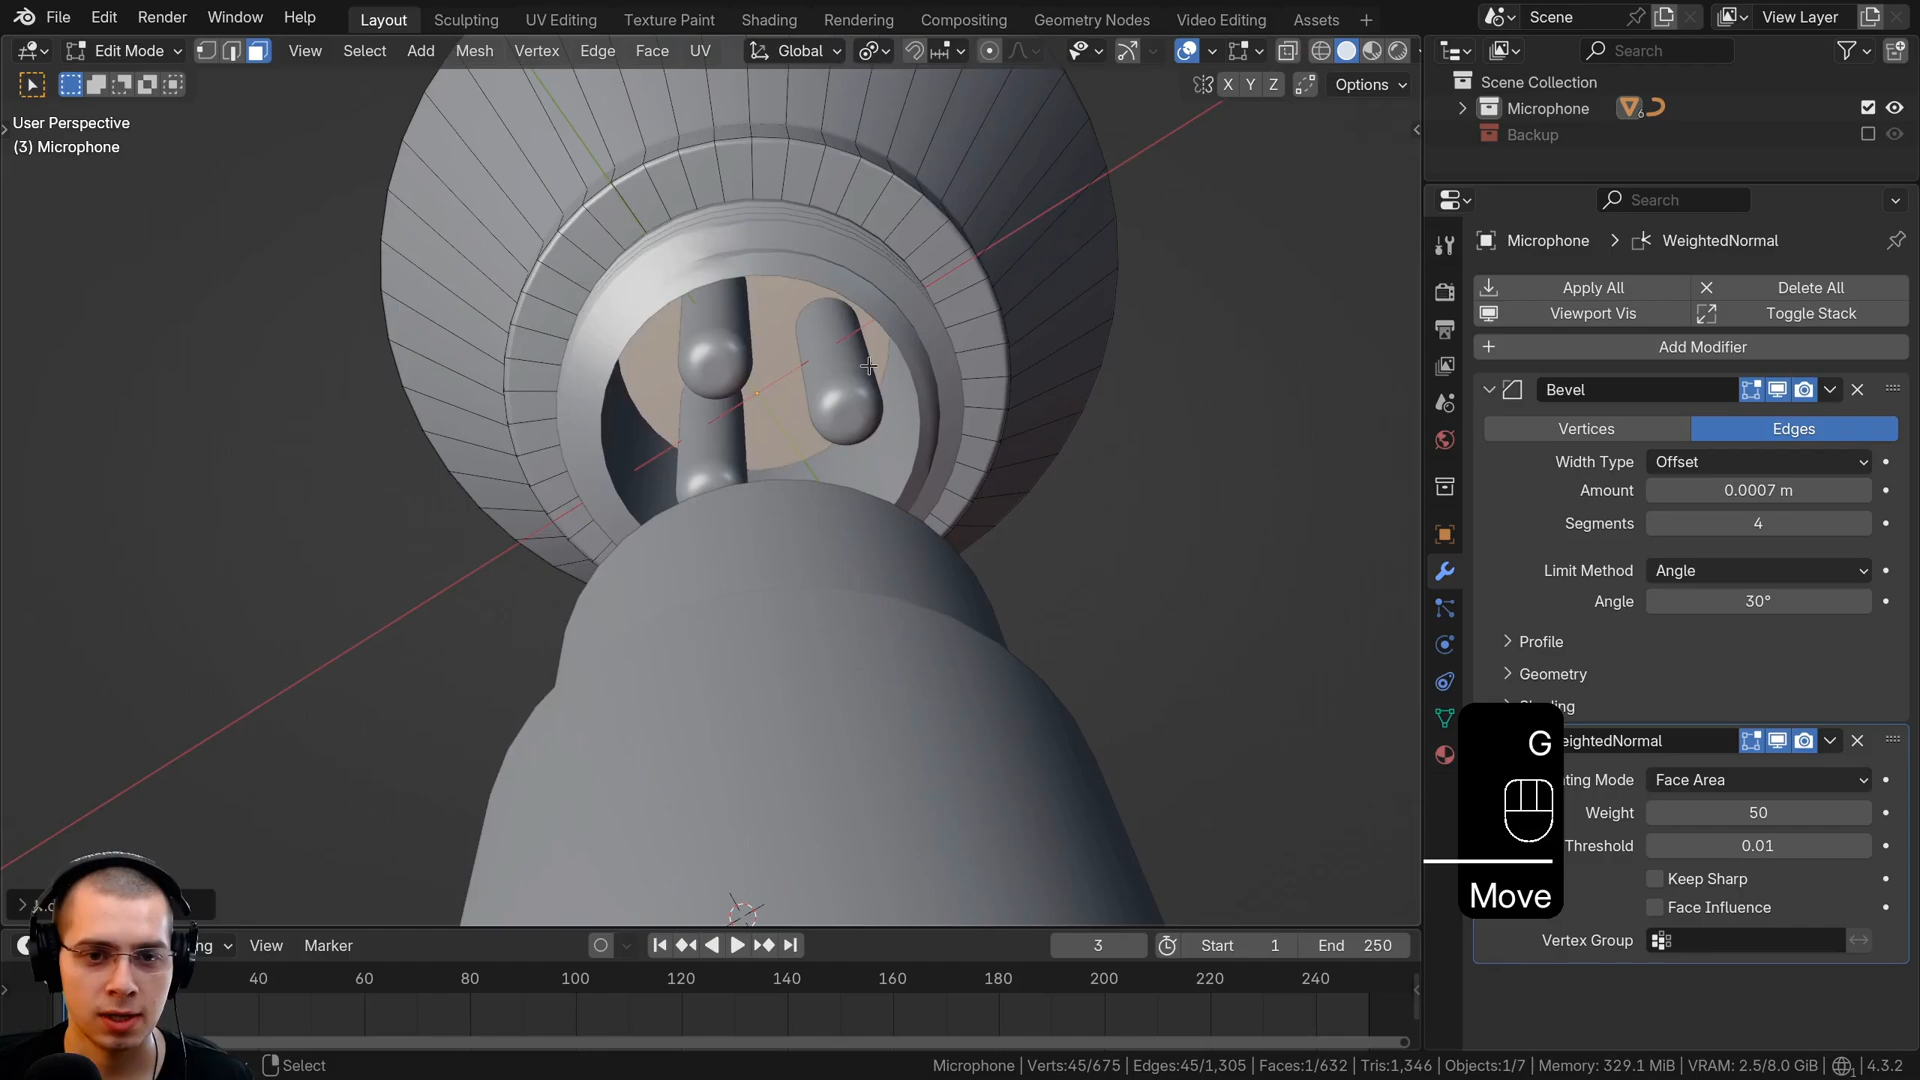 File Edit Render Window Help Layout Sculpting UV Editing Texture Paint Shading Rendering Compositing Geometry Nodes Video Editing Assets + Scene View Layer
Edit Mode View Select Add Mesh Vertex Edge Face UV Global Search
X Y Z Options
User Perspective
(3) Microphone
Scene Collection
Microphone 6
Backup
Search
Microphone > WeightedNormal
Apply All Delete All
Viewport Vis Toggle Stack
Add Modifier
Bevel
Vertices Edges
Width Type Offset
Amount 0.0007 m
Segments 4
Limit Method Angle
Angle 30°
Profile
Geometry
eightedNormal
G
ting Mode Face Area
Weight 50
Threshold 0.01
Move
Keep Sharp
Face Influence
Vertex Group
View Marker 3 Start 1 End 250
40 60 80 100 120 140 160 180 200 220 240
Select
Microphone | Verts:45/675 | Edges:45/1,305 | Faces:1/632 | Tris:1,346 | Objects:1/7 | Memory: 329.1 MiB | VRAM: 2.5/8.0 GiB | 4.3.2